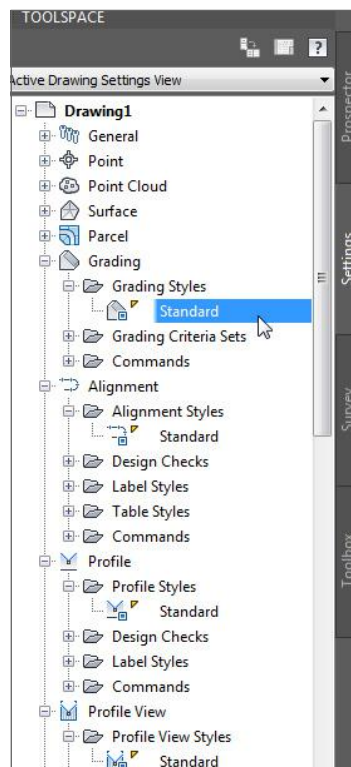 TOOLSPACE
Active Drawing Settings View
Drawing1
General
Point
Point Cloud
Surface
Parcel
Grading
Grading Styles
Standard
Grading Criteria Sets
Commands
Alignment
Alignment Styles
Standard
Design Checks
Label Styles
Table Styles
Commands
Profile
Profile Styles
Standard
Design Checks
Label Styles
Commands
Profile View
Profile View Styles
Standard
Prospector
Settings
Survey
Toolbox